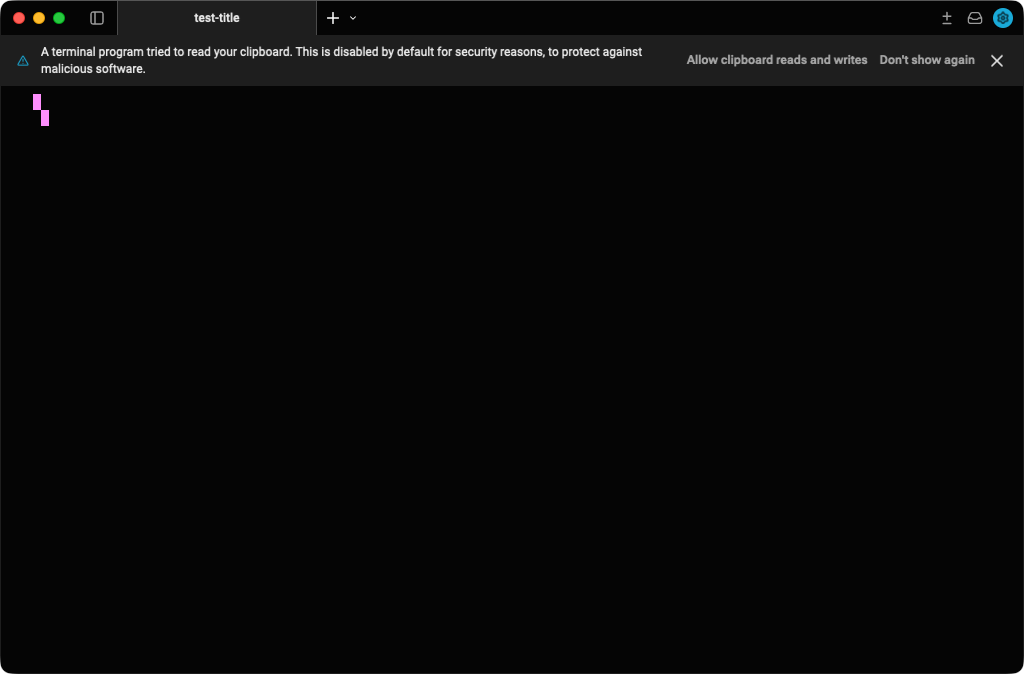 test-title
A terminal program tried to read your clipboard. This is disabled by default for security reasons, to protect against
malicious software.
Allow clipboard reads and writes
Don't show again